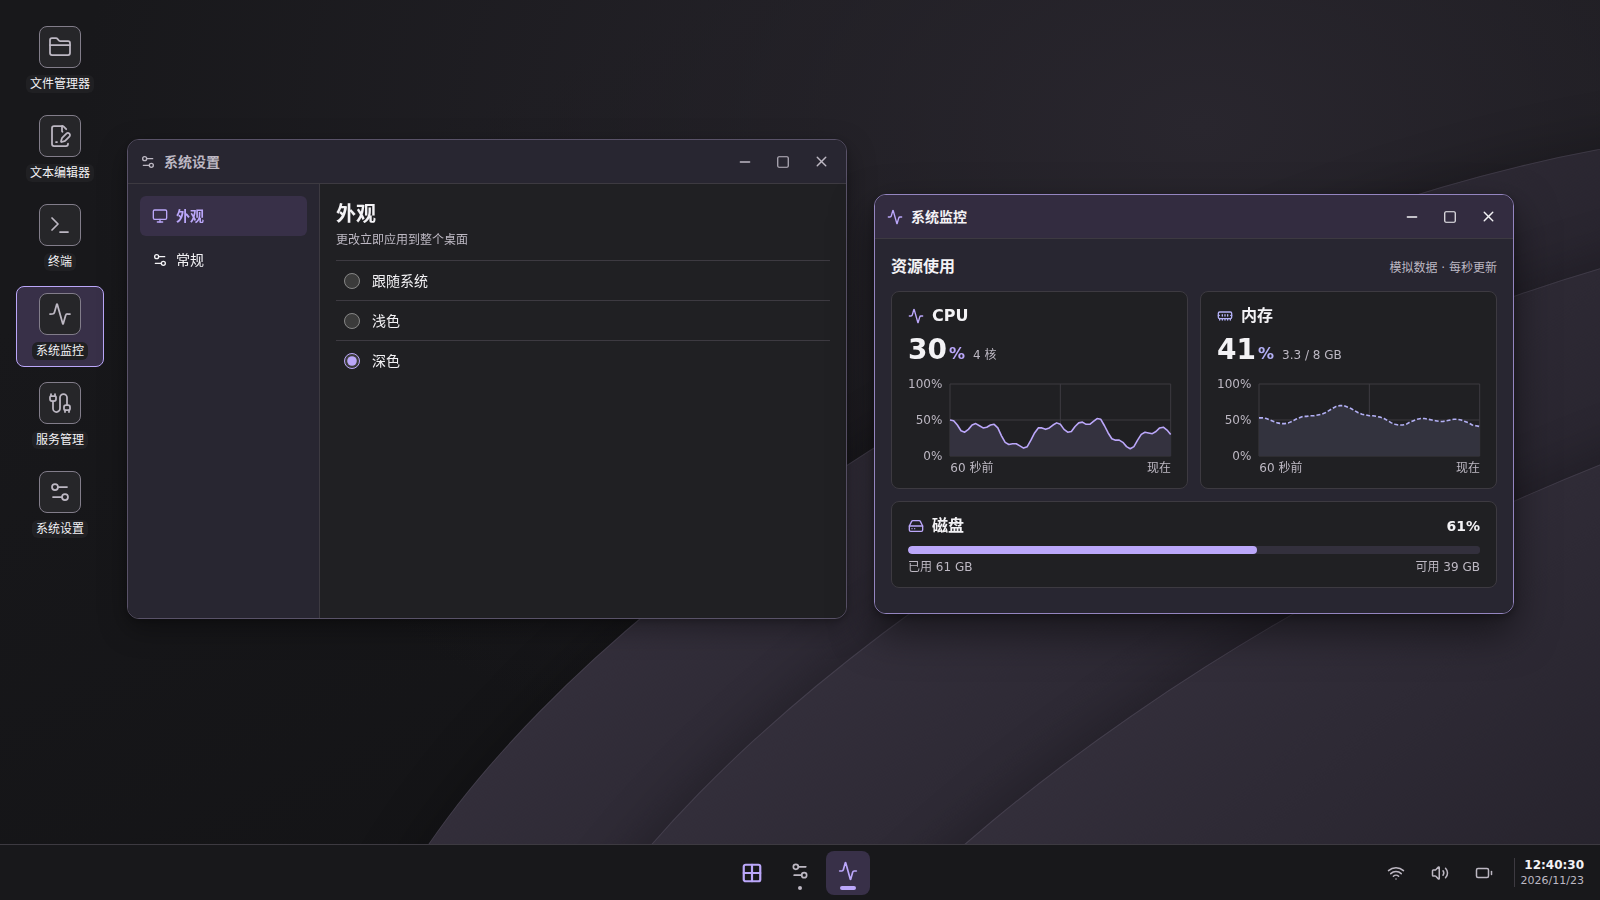 文件管理器
文本编辑器
终端
系统监控
服务管理
系统设置
系统设置
外观
常规
外观
更改立即应用到整个桌面
跟随系统
浅色
深色
系统监控
资源使用
模拟数据 · 每秒更新
CPU
30% 4 核
100%
50%
0%
60 秒前 现在
内存
41% 3.3 / 8 GB
100%
50%
0%
60 秒前 现在
磁盘 61%
已用 61 GB 可用 39 GB
12:40:30
2026/11/23